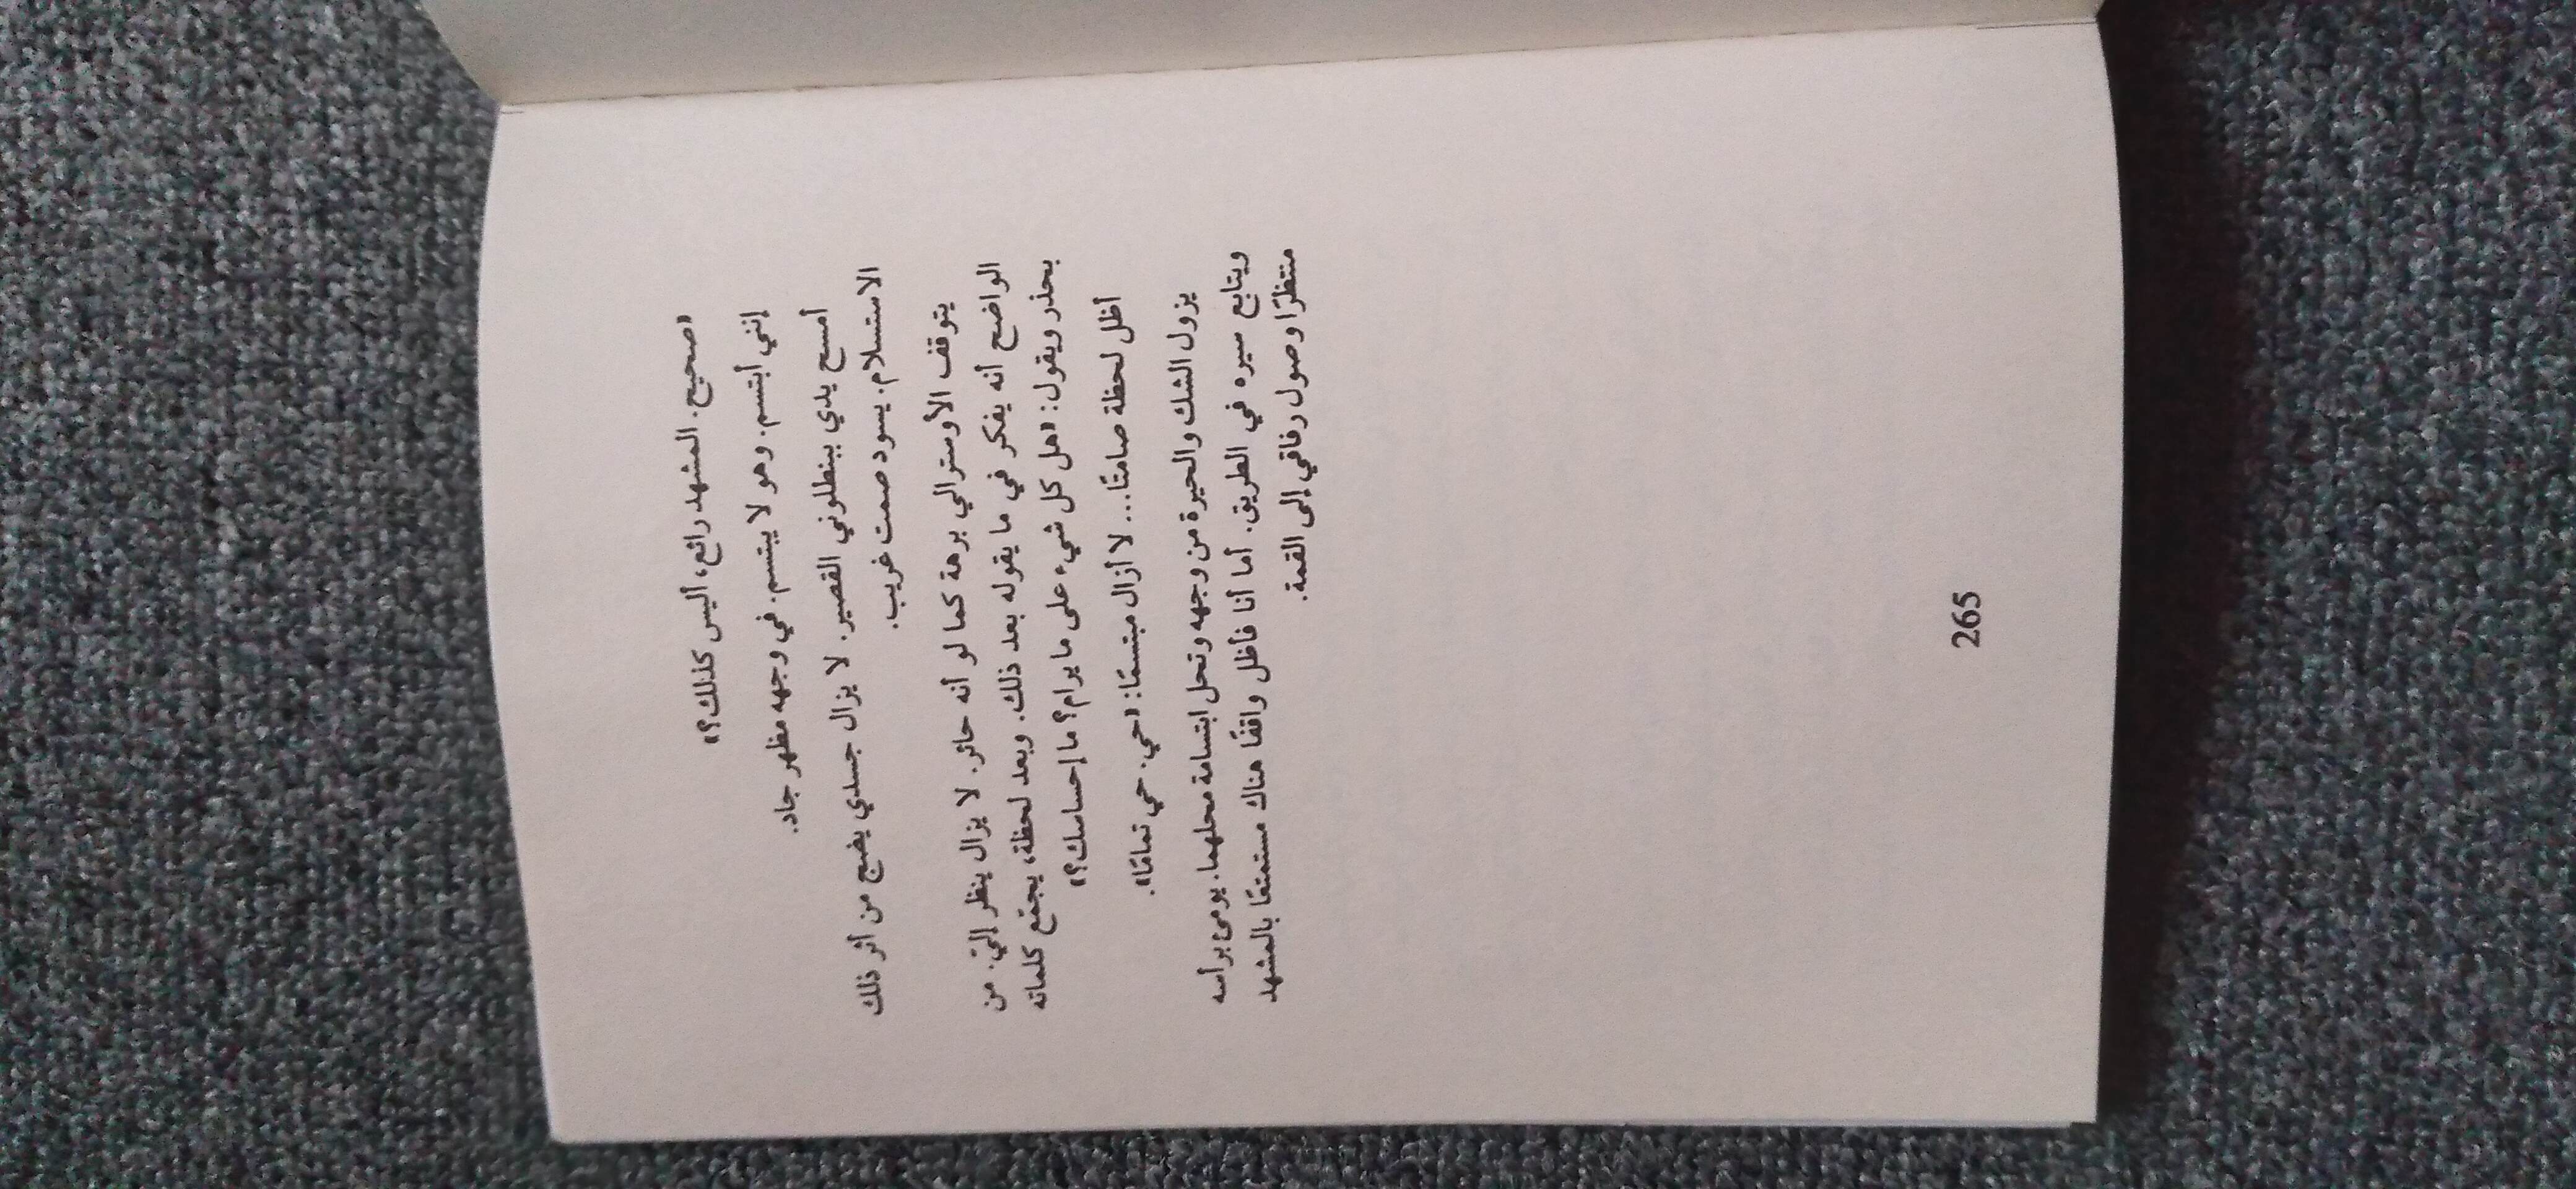 «صحيح. المشهد رائع، أليس كذلك؟»
إنني أبتسم. وهو لا يبتسم. في وجهه مظهر جاد.
أمسح يدي ببنطلوني القصير. لا يزال جسدي يضج من أثر ذلك
الاستسلام. يسود صمت غريب.
يتوقف الأوسترالي برهة كما لو أنه حائر. لا يزال ينظر إليّ. من
الواضح أنه يفكر في ما يقوله بعد ذلك. وبعد لحظة، يجمّع كلماته
بحذر ويقول: «هل كل شيء على ما يرام؟ ما إحساسك؟»
أظل لحظة صامتًا... لا أزال مبتسمًا: «حي. حي تمامًا».
يزول الشك والحيرة من وجهه وتحل ابتسامة محلهما. يومئ برأسه
ويتابع سيره في الطريق. أما أنا فأظل واقفًا هناك مستمتعًا بالمشهد
منتظرًا وصول رفاقي إلى القمة.
265